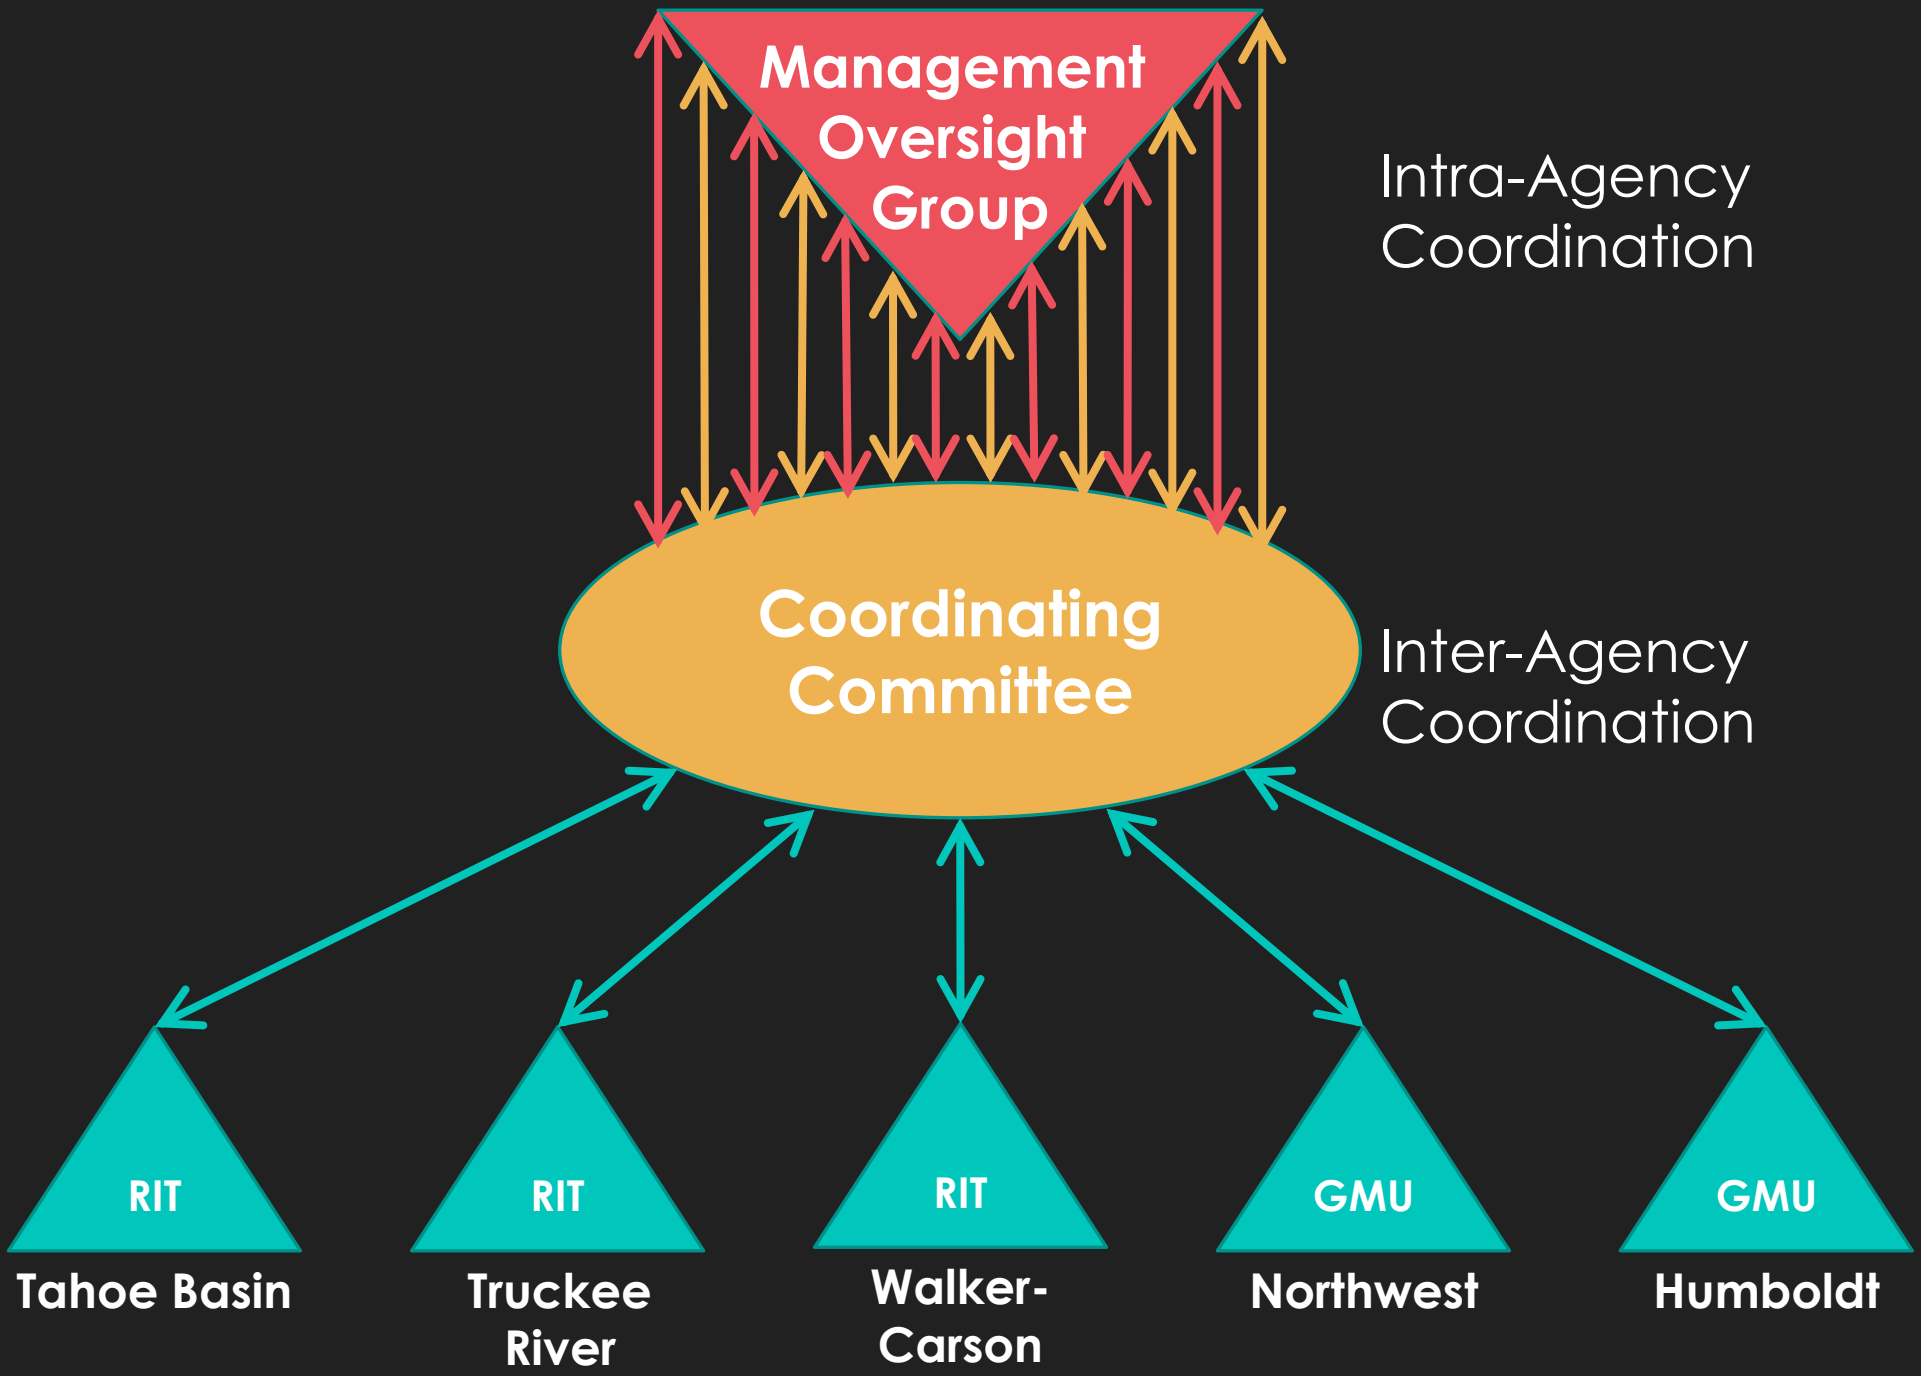 Management
Oversight
Group
Intra-Agency
Coordination
Coordinating
Committee
Inter-Agency
Coordination
RIT
RIT
RIT
GMU
GMU
Tahoe Basin
Truckee
River
Walker-
Carson
Northwest
Humboldt